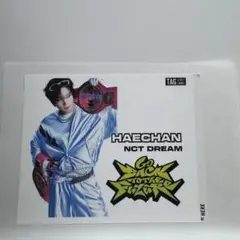 TAG
HAECHAN
NCT DREAM
GO
BACK
TO THE
FUTURE